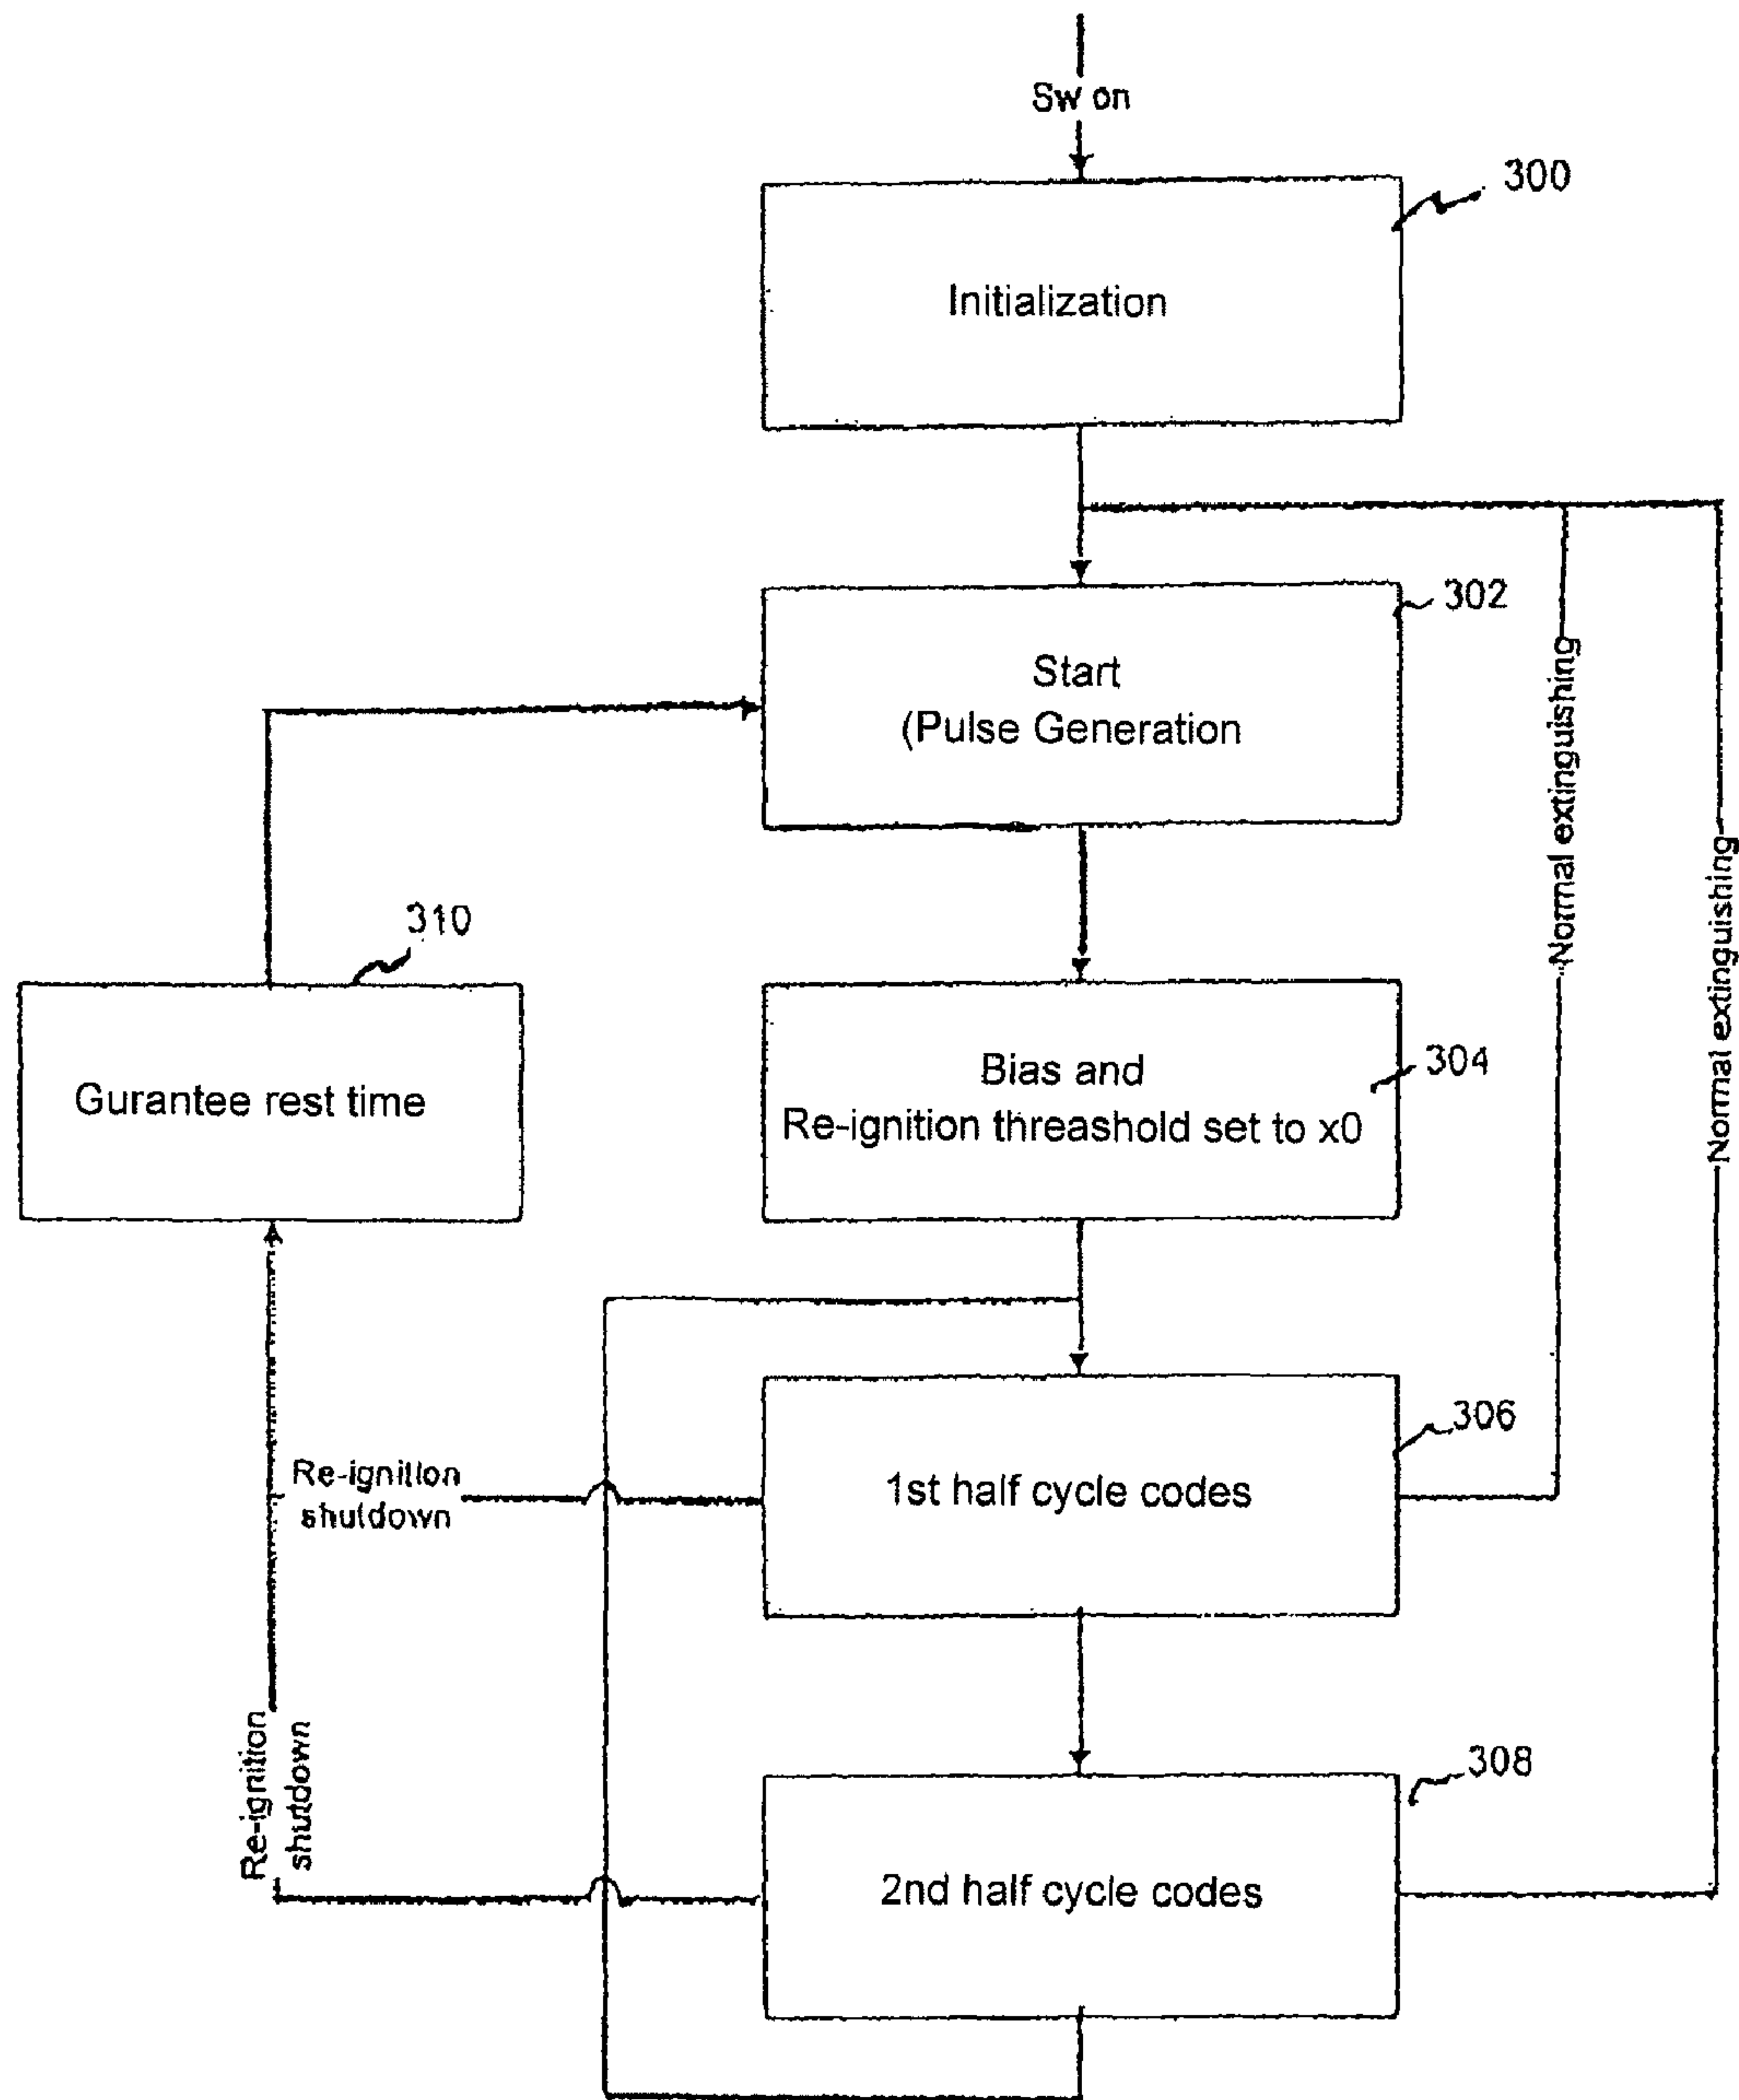 Sw on
300
Initialization
302
Start
(Pulse Generation
Normal extinguishing
Normal extinguishing
310
Gurantee rest time
304
Bias and
Re-ignition threashold set to x0
306
Re-ignition
shutdown
1st half cycle codes
308
Re-ignition
shutdown
2nd half cycle codes